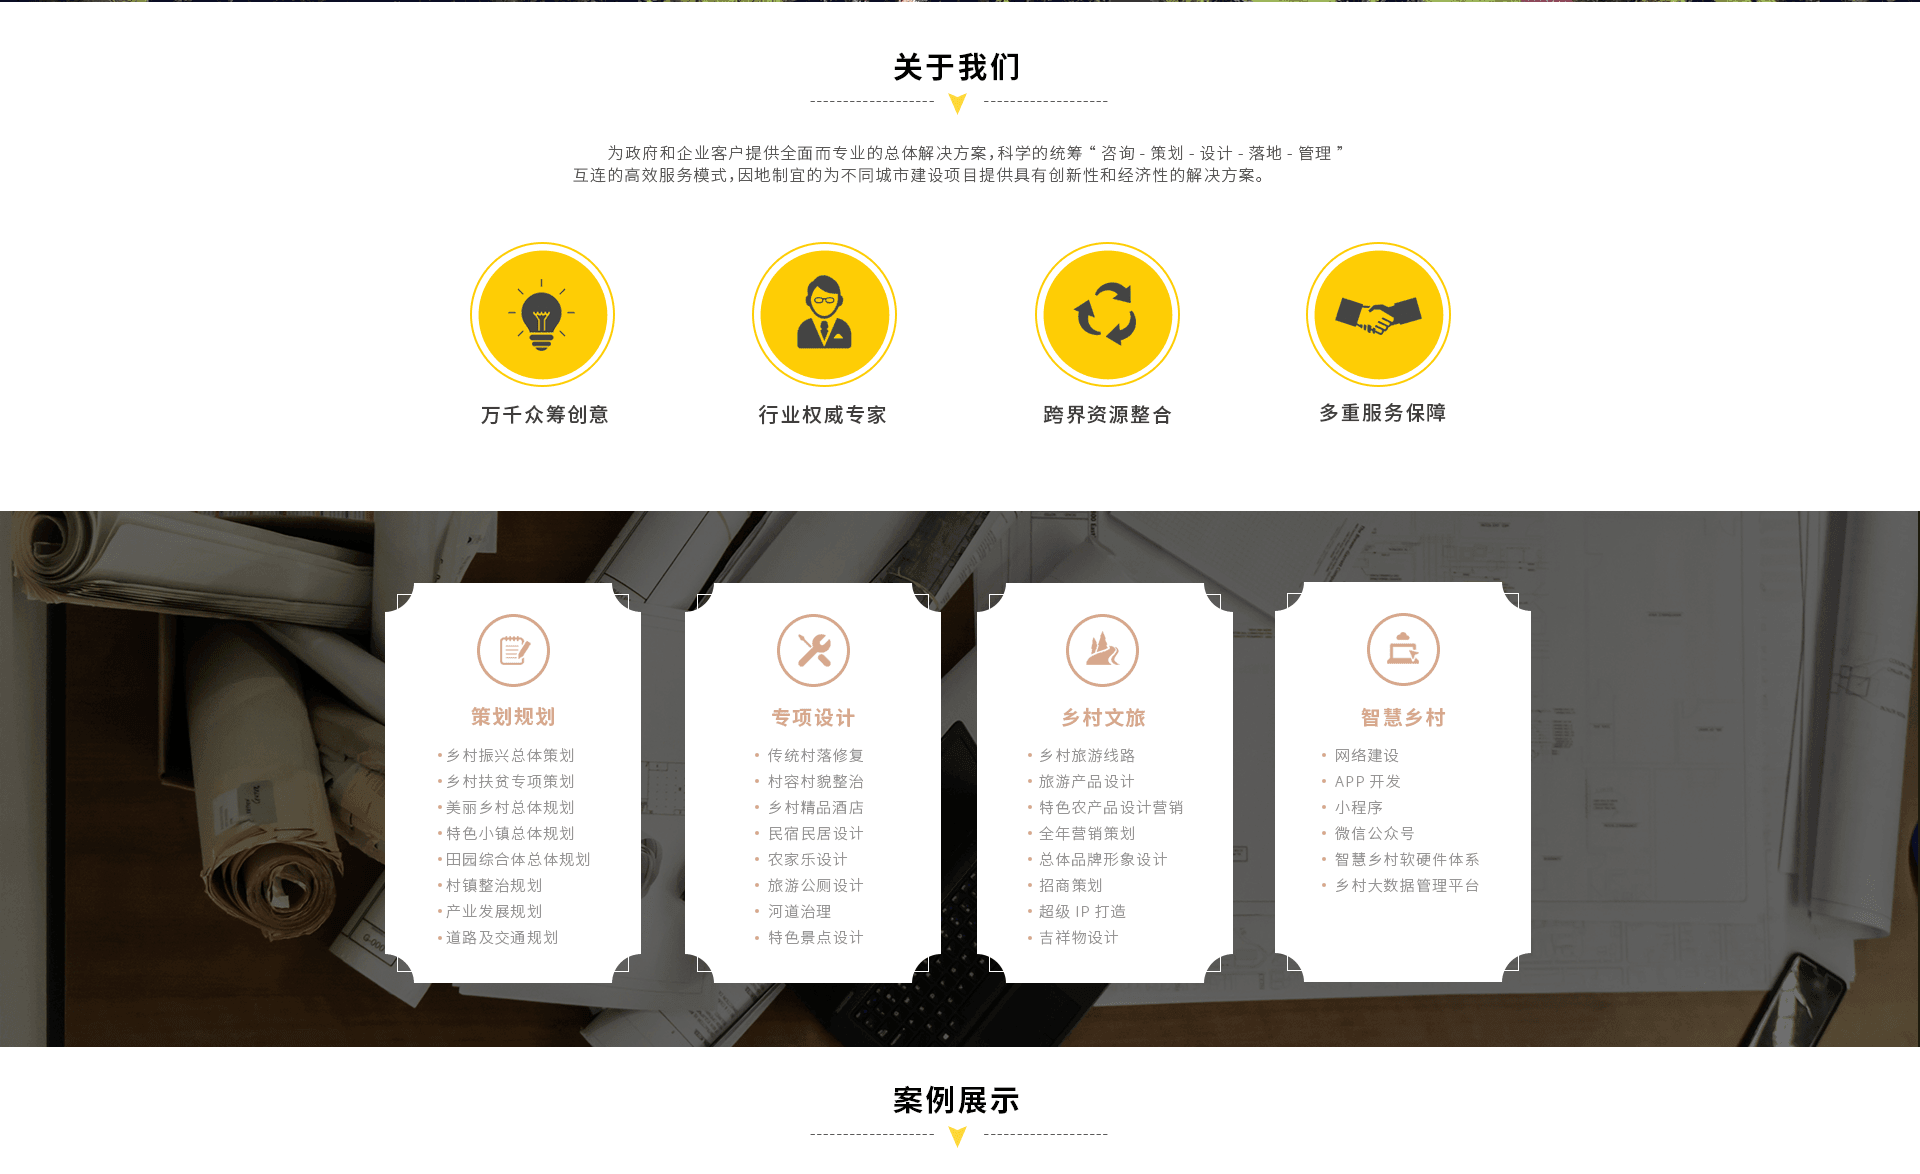 关于我们
为政府和企业客户提供全面而专业的总体解决方案,科学的统筹“咨询-策划-设计-落地-管理”
互连的高效服务模式,因地制宜的为不同城市建设项目提供具有创新性和经济性的解决方案。
万千众筹创意
行业权威专家
跨界资源整合
多重服务保障
策划规划
•乡村振兴总体策划
•乡村扶贫专项策划
•美丽乡村总体规划
•特色小镇总体规划
•田园综合体总体规划
•村镇整治规划
•产业发展规划
•道路及交通规划
专项设计
• 传统村落修复
• 村容村貌整治
• 乡村精品酒店
• 民宿民居设计
• 农家乐设计
• 旅游公厕设计
• 河道治理
• 特色景点设计
乡村文旅
• 乡村旅游线路
• 旅游产品设计
• 特色农产品设计营销
• 全年营销策划
• 总体品牌形象设计
• 招商策划
• 超级 IP 打造
• 吉祥物设计
智慧乡村
• 网络建设
• APP 开发
• 小程序
• 微信公众号
• 智慧乡村软硬件体系
• 乡村大数据管理平台
案例展示